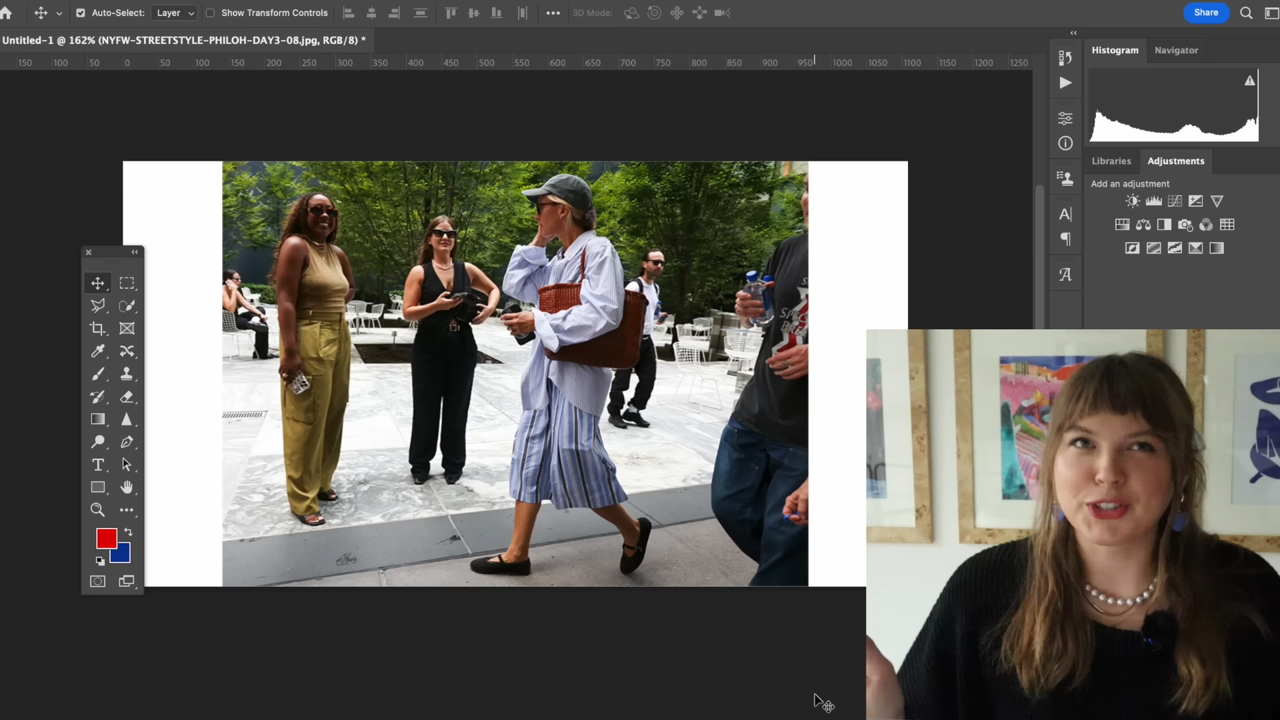 Auto-Select: Layer Show Transform Controls 3D Mode: Share
Untitled-1 @ 162% (NYFW-STREETSTYLE-PHILOH-DAY3-08.jpg, RGB/8) *
150 100 50 0 50 100 150 200 250 300 350 400 450 500 550 600 650 700 750 800 850 900 950 1000 1050 1100 1150 1200 1250
Histogram Navigator
Libraries Adjustments
Add an adjustment